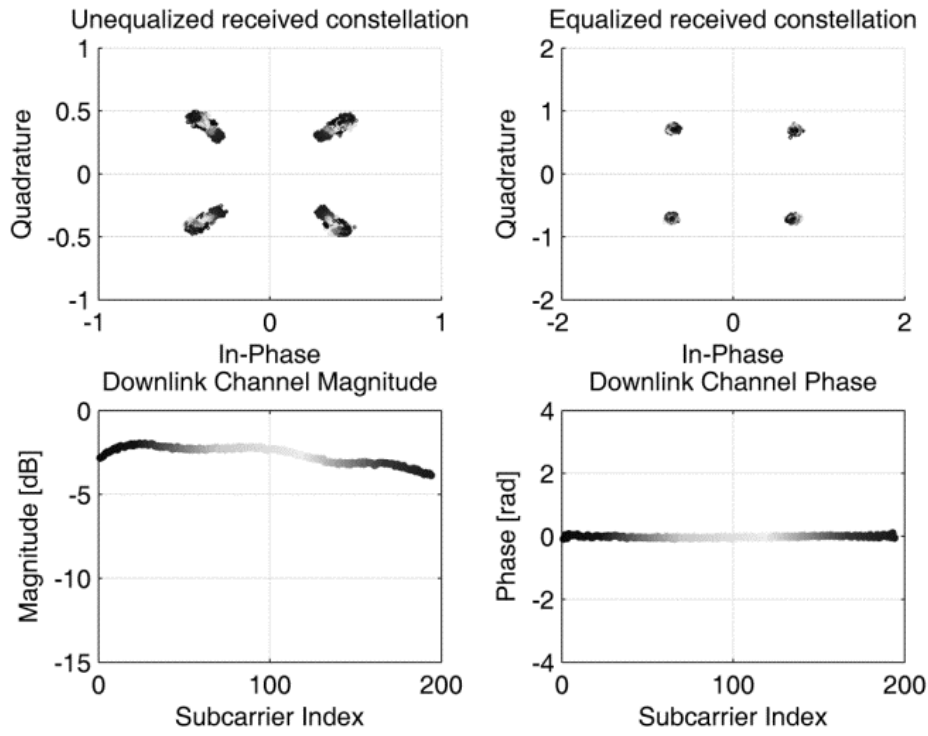 Unequalized received constellation
1
0.5
0
-0.5
-1
-1
0
1
Quadrature
In-Phase
Equalized received constellation
2
1
0
-1
-2
-2
0
2
Quadrature
In-Phase
Downlink Channel Magnitude
0
-5
-10
-15
0
100
200
Magnitude [dB]
Subcarrier Index
Downlink Channel Phase
4
2
0
-2
-4
0
100
200
Phase [rad]
Subcarrier Index